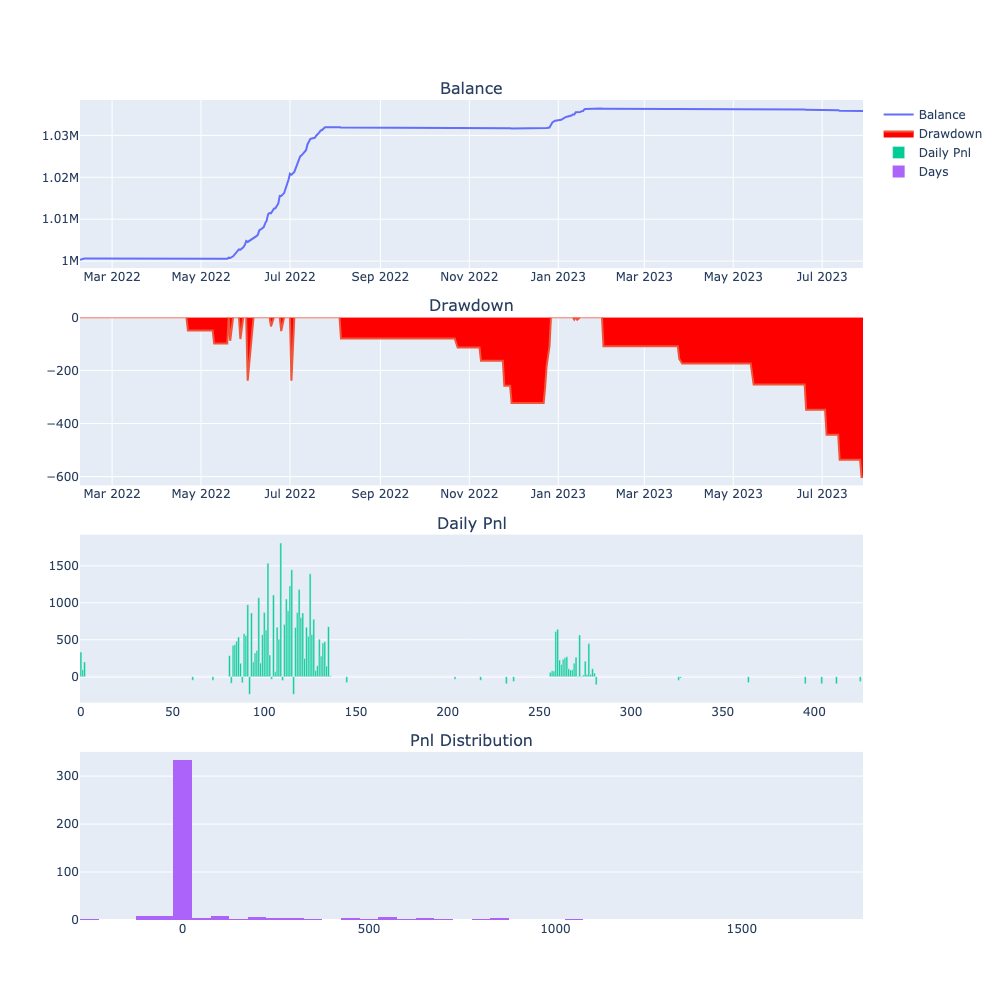 Balance
1.03M
1.02M
1.01M
1M
Mar 2022 May 2022 Jul 2022 Sep 2022 Nov 2022 Jan 2023 Mar 2023 May 2023 Jul 2023
Balance
Drawdown
Daily Pnl
Days
Drawdown
0
−200
−400
−600
Mar 2022 May 2022 Jul 2022 Sep 2022 Nov 2022 Jan 2023 Mar 2023 May 2023 Jul 2023
Daily Pnl
1500
1000
500
0
0 50 100 150 200 250 300 350 400
Pnl Distribution
300
200
100
0
0 500 1000 1500